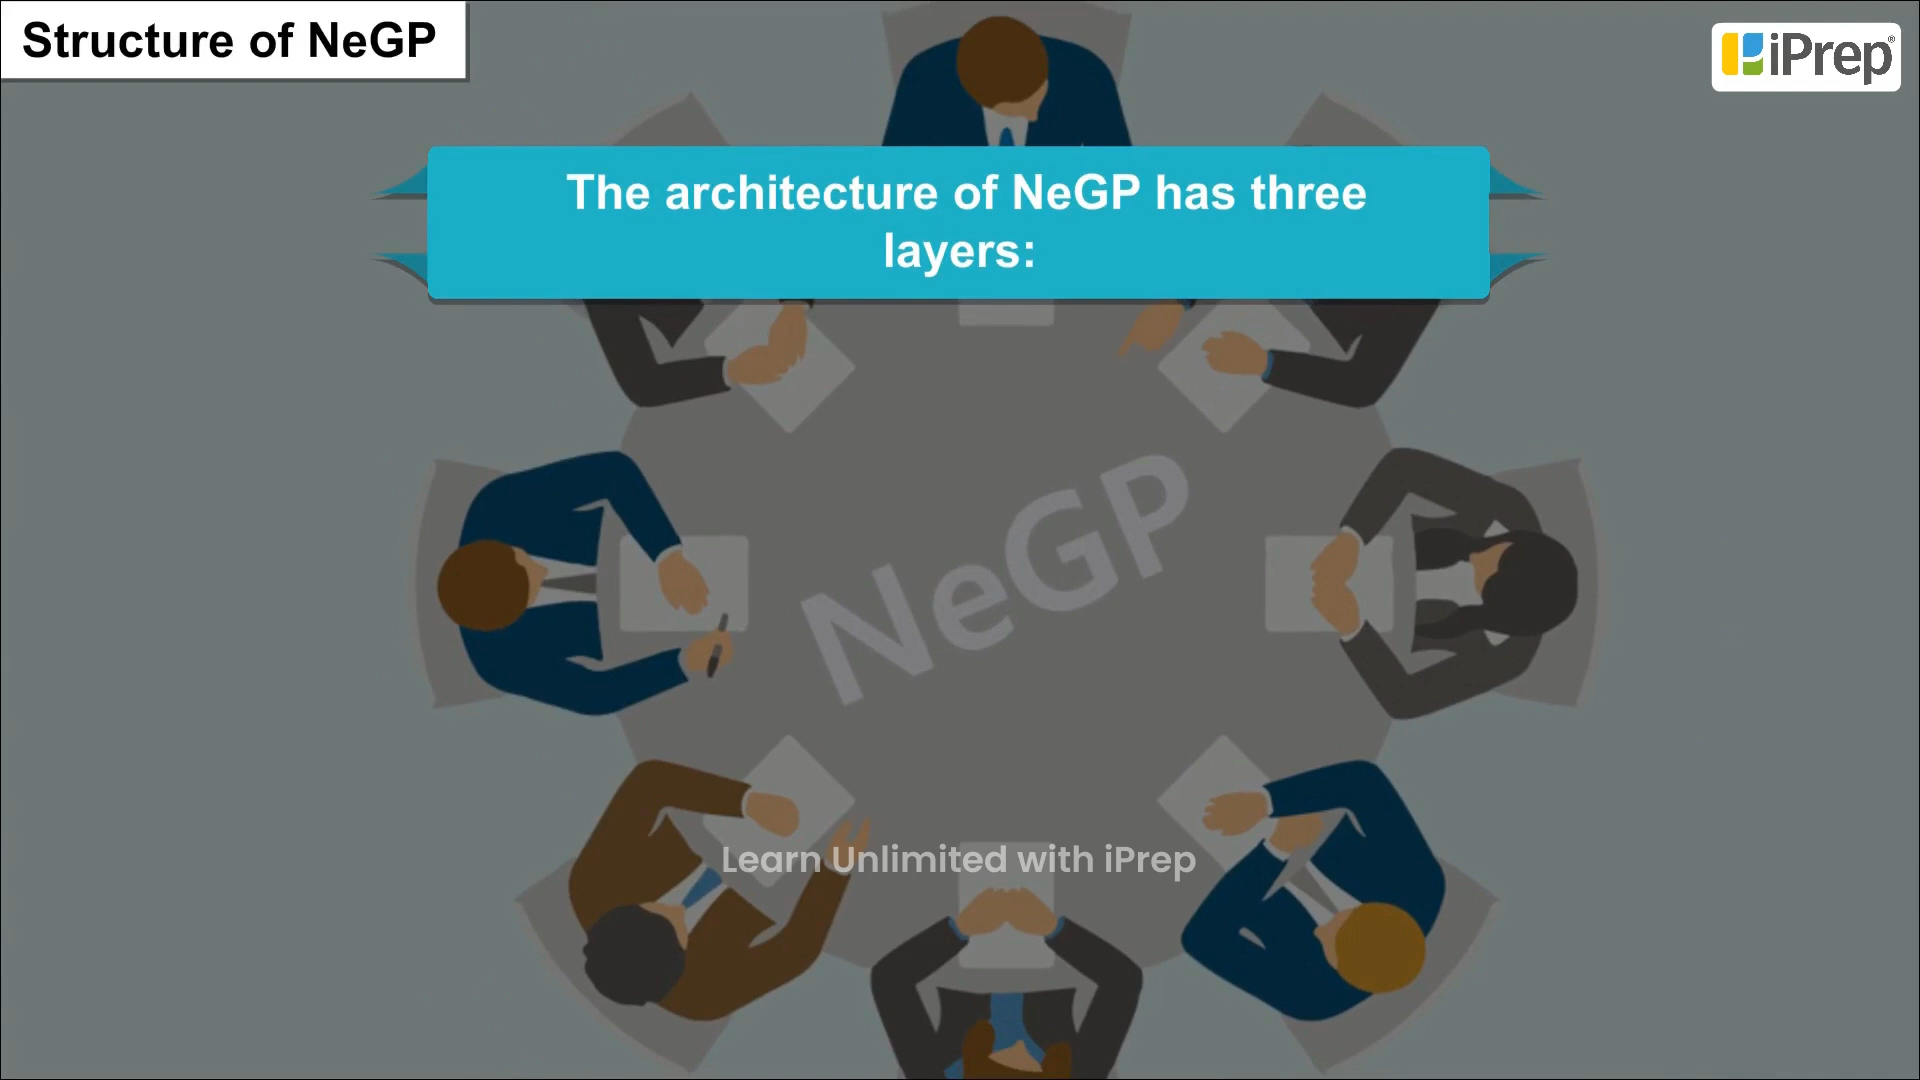 Structure of NeGP
iPrep®
The architecture of NeGP has three
layers:
NeGP
Learn Unlimited with iPrep